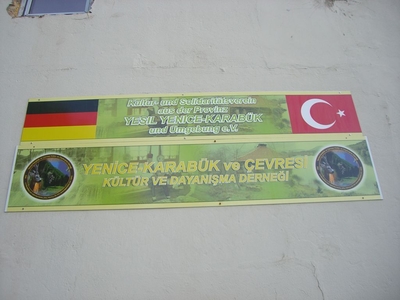 Kultur- und Solidaritätsverein
aus der Provinz
YEŞIL YENICE-KARABÜK
und Umgebung e.V.
YENİCE-KARABÜK ve ÇEVRESİ
KÜLTÜR VE DAYANIŞMA DERNEĞİ